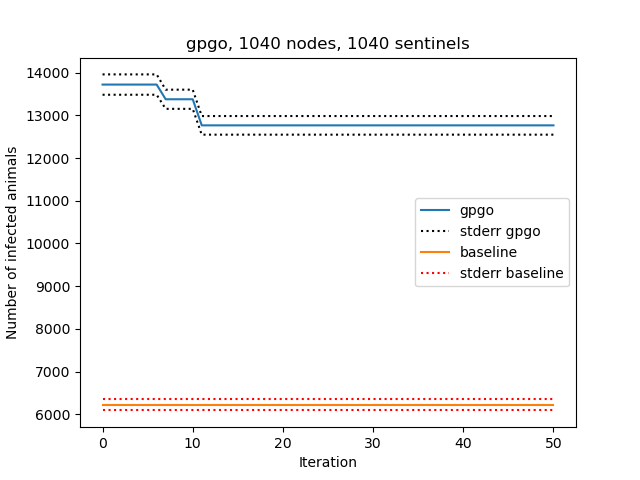 gpgo, 1040 nodes, 1040 sentinels
14000
13000
12000
11000
10000
9000
8000
7000
6000
Number of infected animals
gpgo
stderr gpgo
baseline
stderr baseline
0 10 20 30 40 50
Iteration